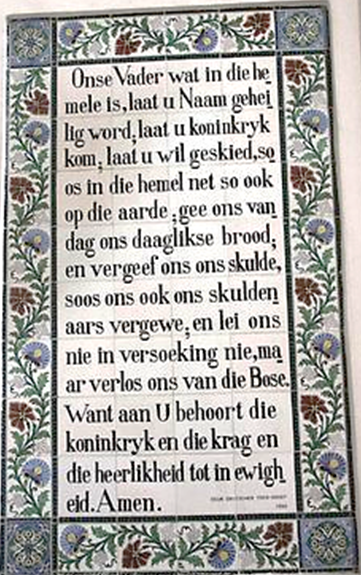 Onse Vader wat in die he
mele is, laat u Naam gehei
lig word, laat u koninkryk
kom, laat u wil geskied, so
os in die hemel net so ook
op die aarde; gee ons van
dag ons daaglikse brood;
en vergeef ons ons skulde,
soos ons ook ons skulden
aars vergewe; en lei ons
nie in versoeking nie, ma
ar verlos ons van die Bose.
Want aan U behoort die
koninkryk en die krag en
die heerlikheid tot in ewigh
eid. Amen.